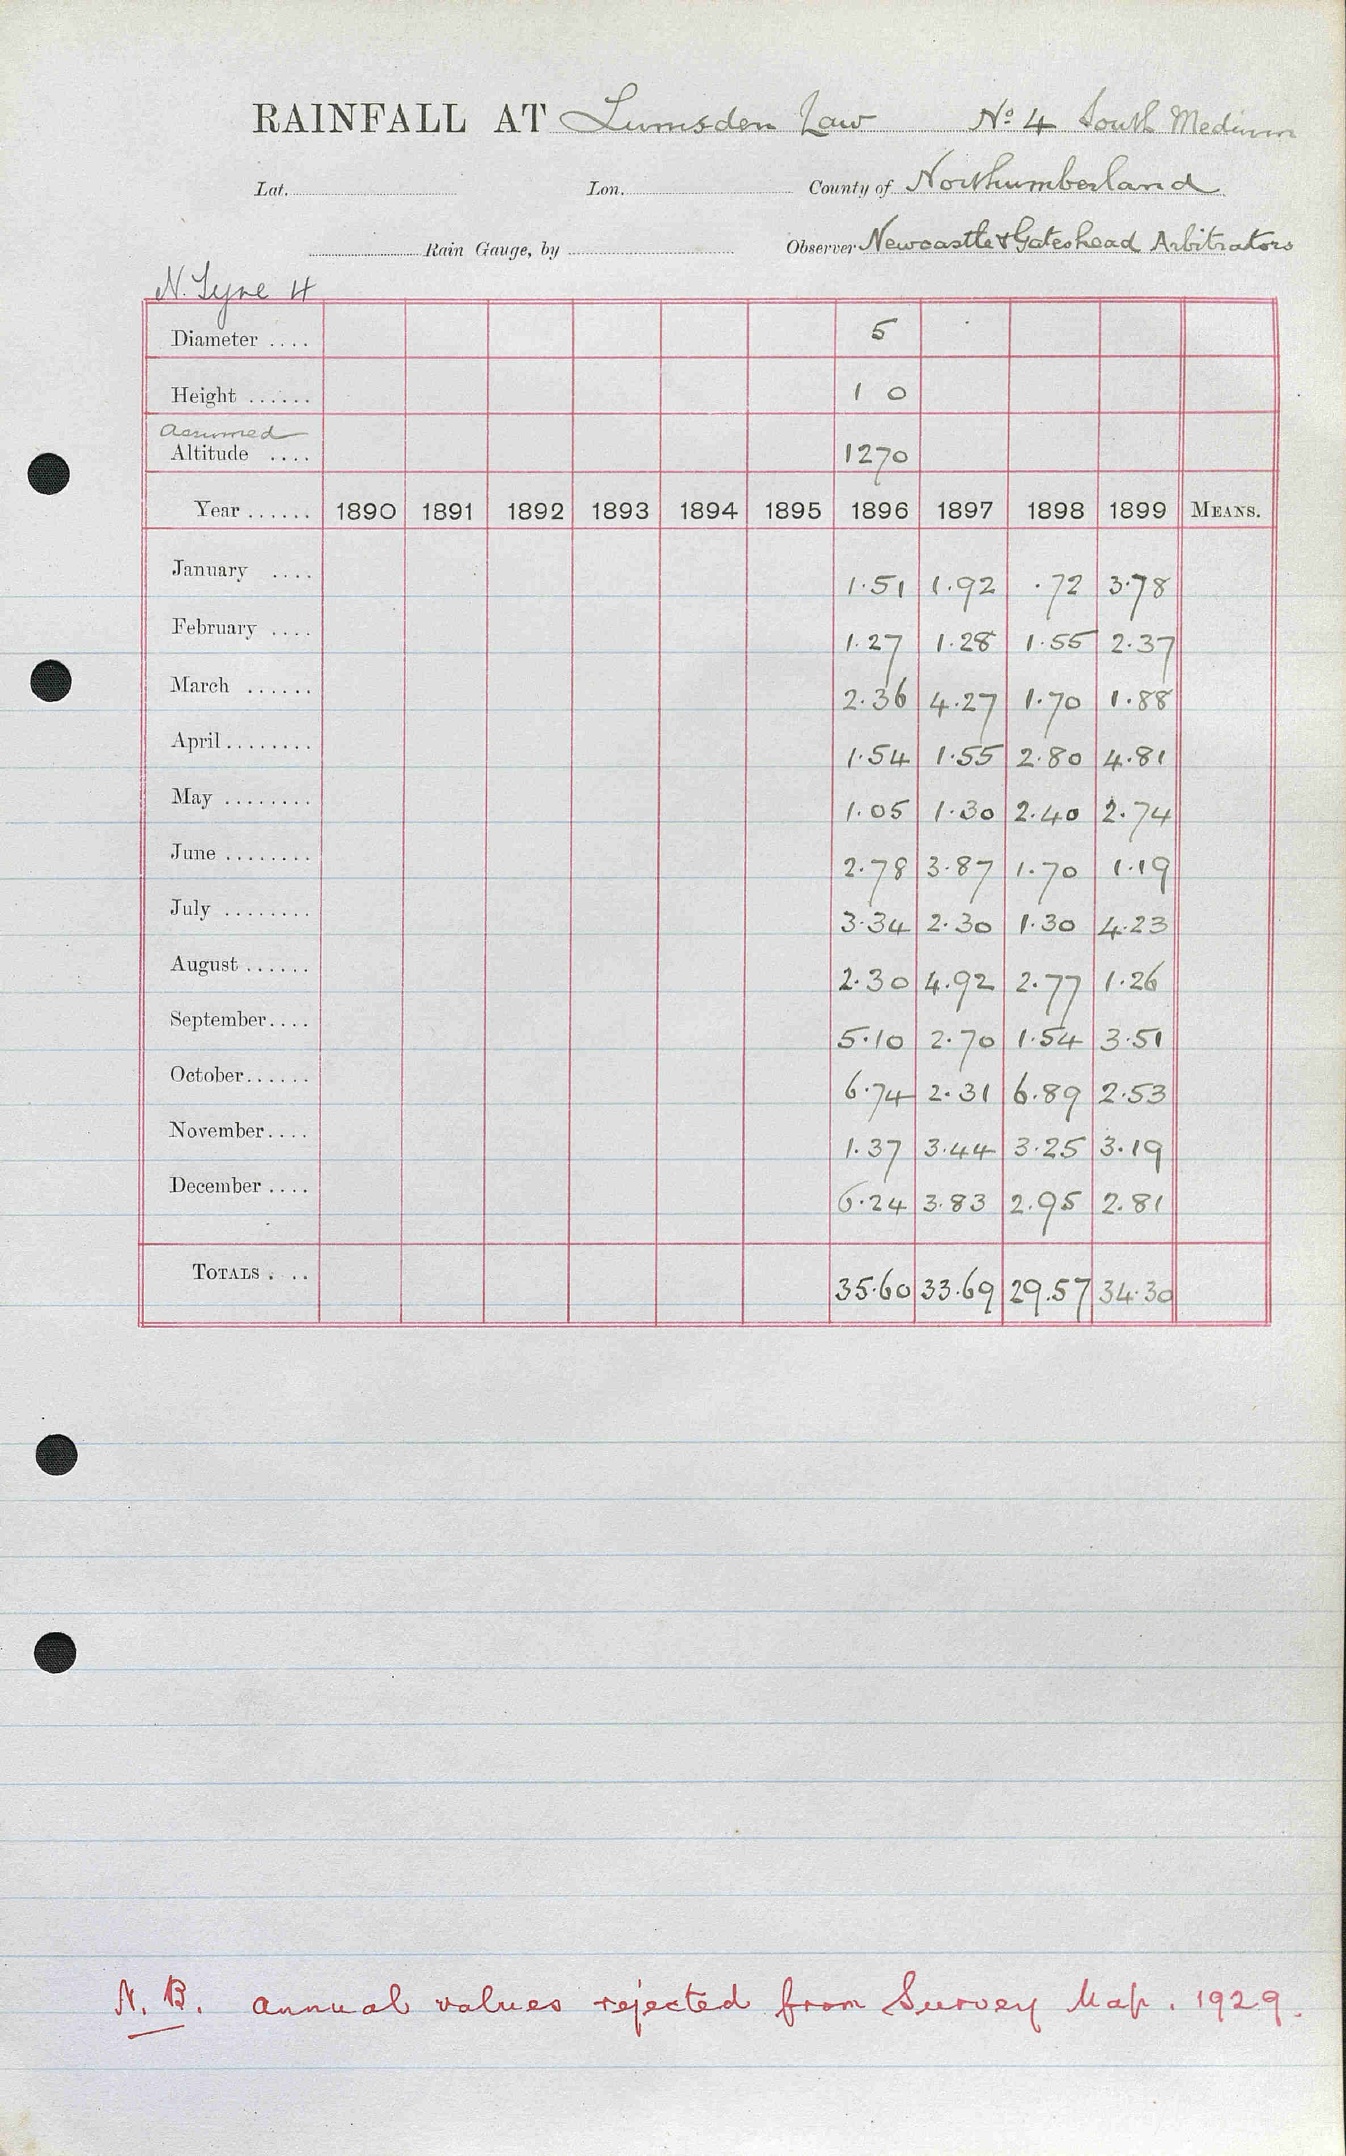 RAINFALL AT Lumsden Law No. 4 South Medium
Lat. Lon. County of Northumberland
Rain Gauge, by Observer Newcastle & Gateshead Arbitrators
N. Tyne 4
Diameter .... 5
Height ...... 1 0
assumed
Altitude .... 1270
Year ...... 1890 1891 1892 1893 1894 1895 1896 1897 1898 1899 MEANS.
January .... 1.51 1.92 .72 3.78
February .... 1.27 1.28 1.55 2.37
March ...... 2.36 4.27 1.70 1.88
April ........ 1.54 1.55 2.80 4.81
May ........ 1.05 1.30 2.40 2.74
June ........ 2.78 3.87 1.70 1.19
July ........ 3.34 2.30 1.30 4.23
August ...... 2.30 4.92 2.77 1.26
September.... 5.10 2.70 1.54 3.51
October...... 6.74 2.31 6.89 2.53
November.... 1.37 3.44 3.25 3.19
December .... 6.24 3.83 2.95 2.81
TOTALS . .. 35.60 33.69 29.57 34.30
N. B. annual values rejected from Survey Map. 1929.